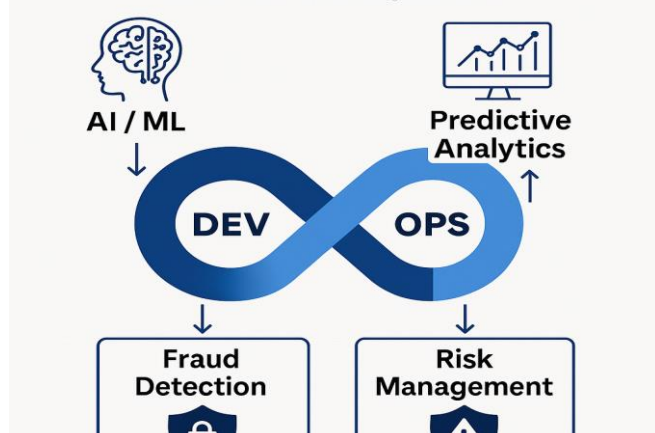 AI / ML
Predictive
Analytics
DEV
OPS
Fraud
Detection
Risk
Management